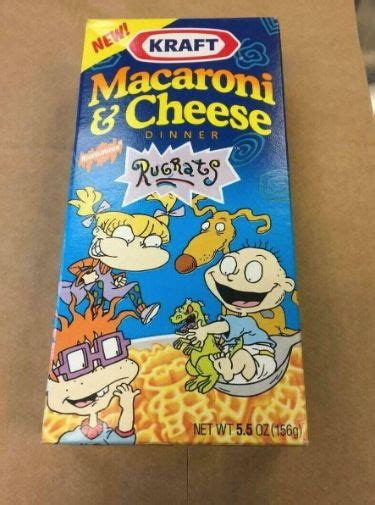 NEW!
KRAFT
Macaroni
& Cheese
DINNER
NICKELODEON
RUGRATS
NET WT 5.5 OZ (156g)